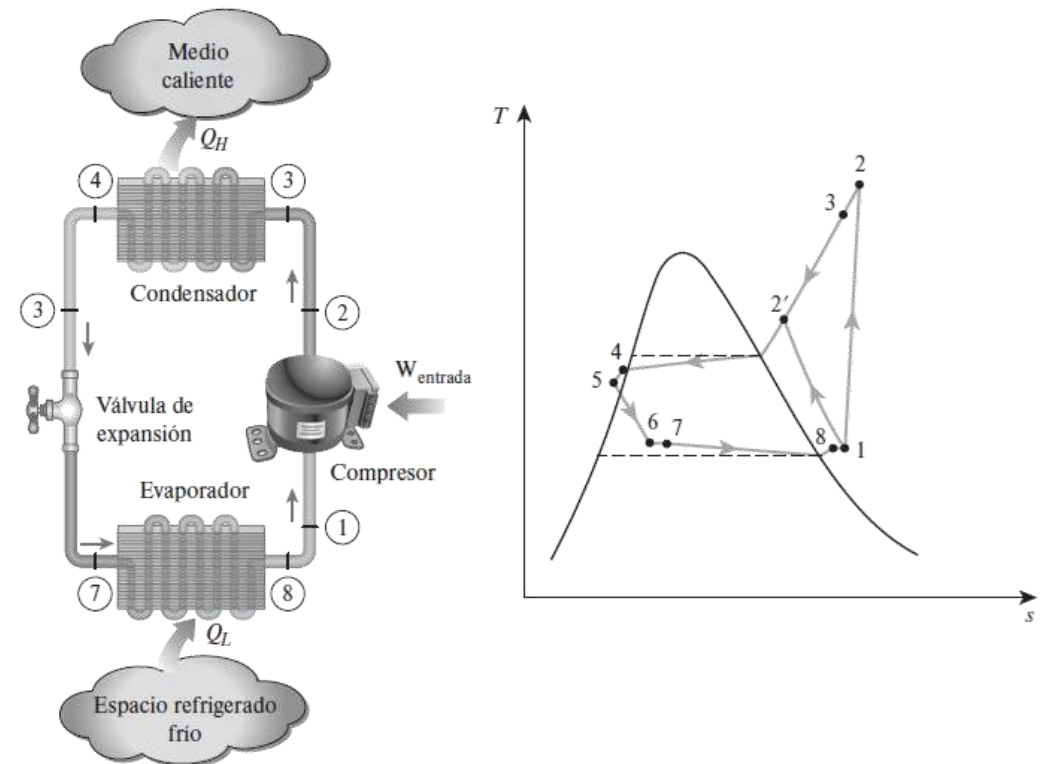 Medio
caliente
Q_H
4
3
Condensador
3
2
W_entrada
Válvula de
expansión
Compresor
Evaporador
1
7
8
Q_L
Espacio refrigerado
frío
T
2
3
2′
4
5
6
7
8
1
s